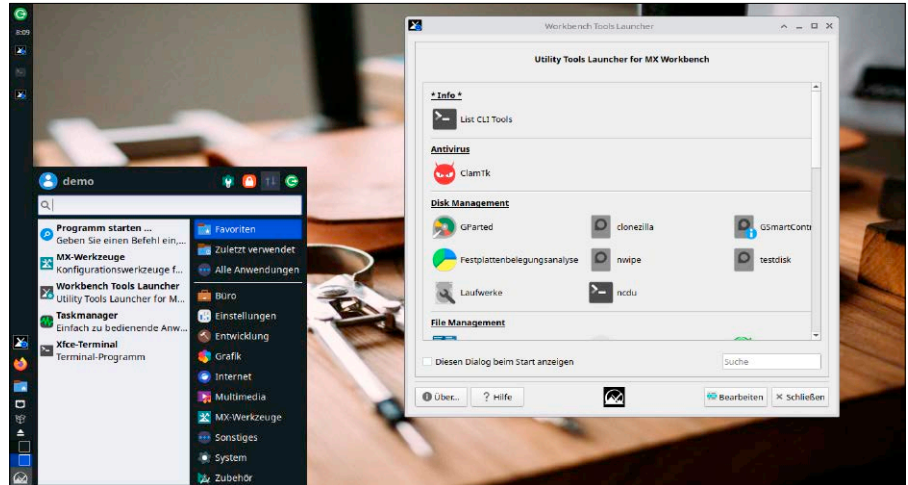 8:09
demo
Programm starten ...
Geben Sie einen Befehl ein,...
MX-Werkzeuge
Konfigurationswerkzeuge f...
Workbench Tools Launcher
Utility Tools Launcher for M...
Taskmanager
Einfach zu bedienende Anw...
Xfce-Terminal
Terminal-Programm
Favoriten
Zuletzt verwendet
Alle Anwendungen
Büro
Einstellungen
Entwicklung
Grafik
Internet
Multimedia
MX-Werkzeuge
Sonstiges
System
Zubehör
Workbench Tools Launcher
Utility Tools Launcher for MX Workbench
* Info *
List CLI Tools
Antivirus
ClamTk
Disk Management
GParted clonezilla GSmartContr
Festplattenbelegungsanalyse nwipe testdisk
Laufwerke ncdu
File Management
Diesen Dialog beim Start anzeigen Suche
Über... ? Hilfe Bearbeiten Schließen